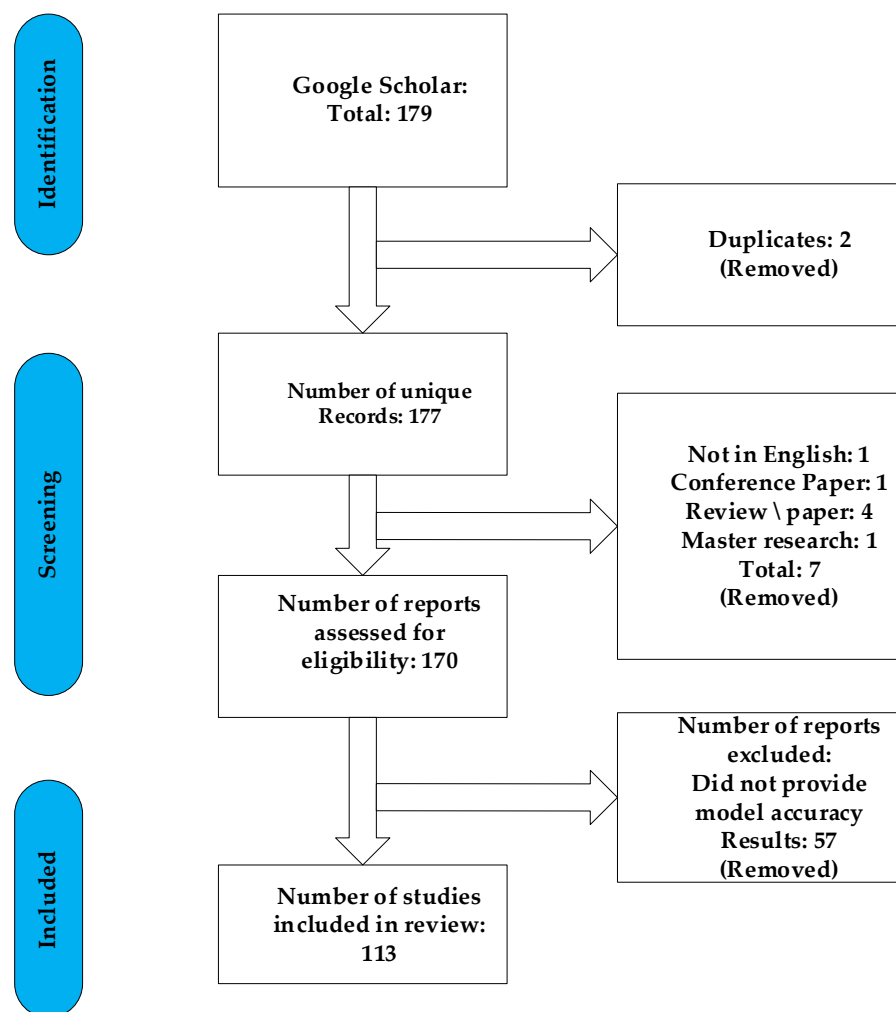 Identification
Google Scholar:
Total: 179
Duplicates: 2
(Removed)
Screening
Number of unique
Records: 177
Not in English: 1
Conference Paper: 1
Review \ paper: 4
Master research: 1
Total: 7
(Removed)
Number of reports
assessed for
eligibility: 170
Number of reports
excluded:
Did not provide
model accuracy
Results: 57
(Removed)
Included
Number of studies
included in review:
113